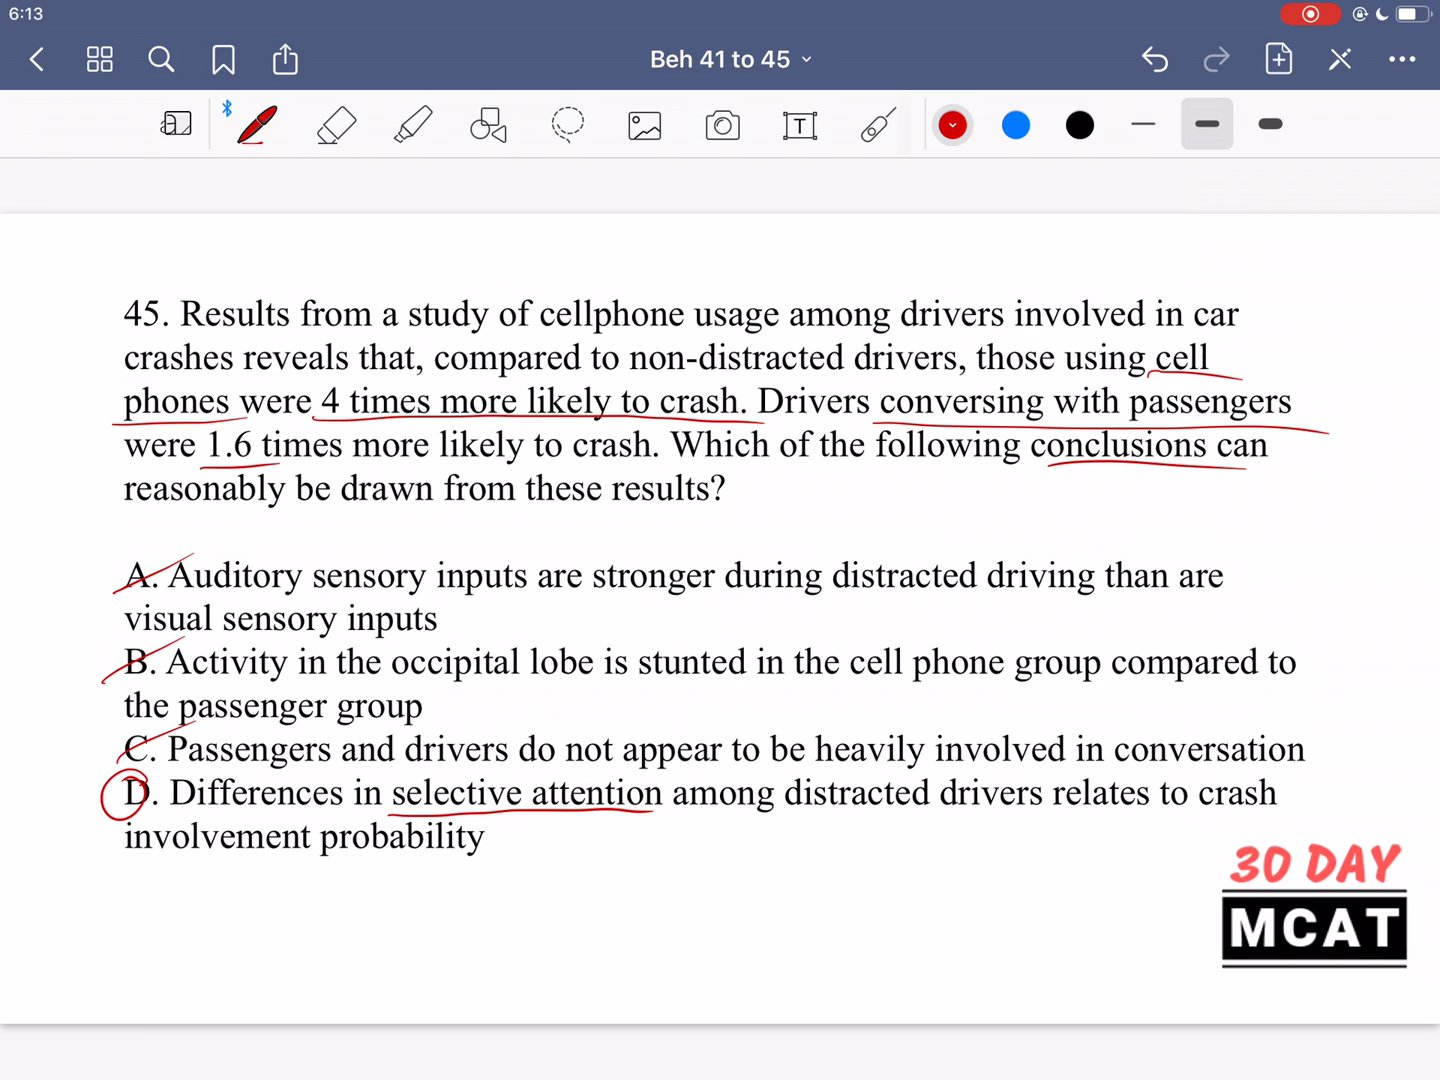 6:13
Beh 41 to 45
T
45. Results from a study of cellphone usage among drivers involved in car
crashes reveals that, compared to non-distracted drivers, those using cell
phones were 4 times more likely to crash. Drivers conversing with passengers
were 1.6 times more likely to crash. Which of the following conclusions can
reasonably be drawn from these results?
A. Auditory sensory inputs are stronger during distracted driving than are
visual sensory inputs
B. Activity in the occipital lobe is stunted in the cell phone group compared to
the passenger group
C. Passengers and drivers do not appear to be heavily involved in conversation
D. Differences in selective attention among distracted drivers relates to crash
involvement probability
30 DAY
MCAT